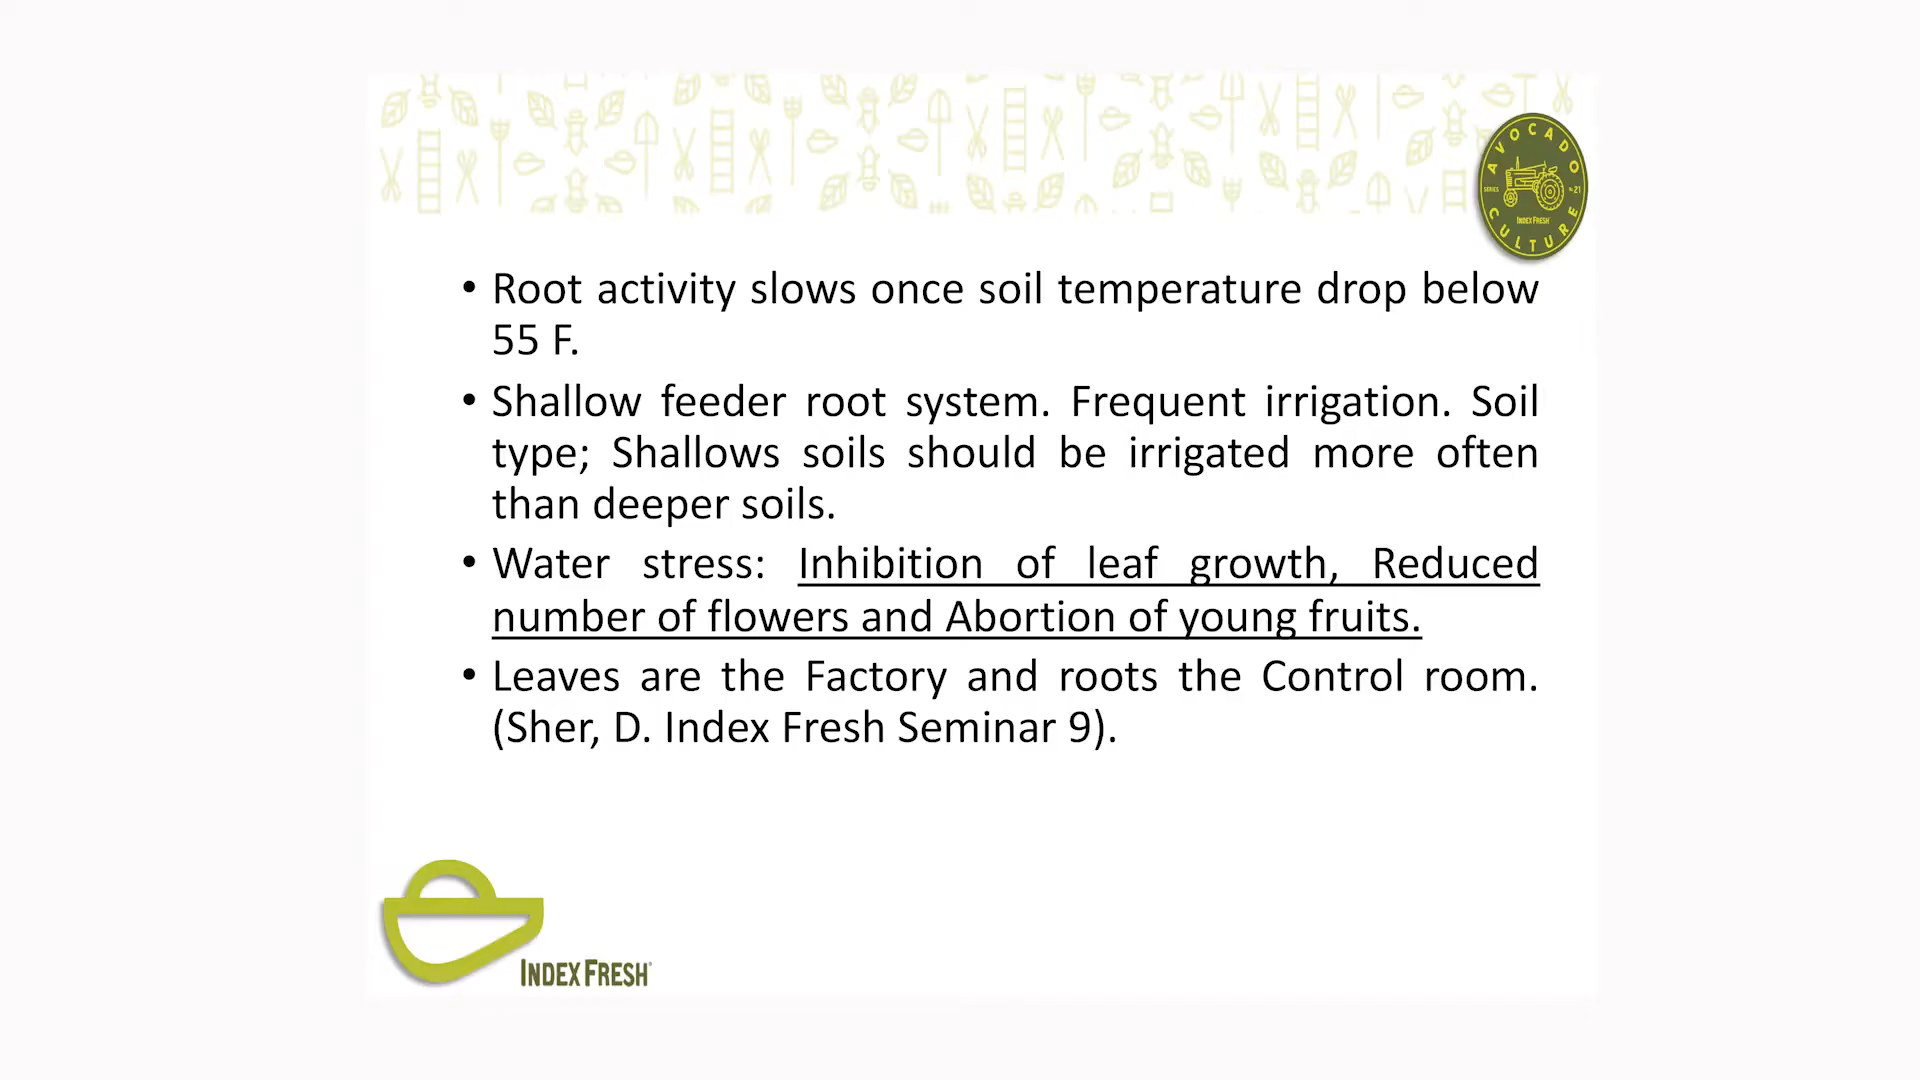 AVOCADO
SERIES
Nº 21
INDEX FRESH
CULTURE
• Root activity slows once soil temperature drop below
55 F.
• Shallow feeder root system. Frequent irrigation. Soil
type; Shallows soils should be irrigated more often
than deeper soils.
• Water stress: Inhibition of leaf growth, Reduced
number of flowers and Abortion of young fruits.
• Leaves are the Factory and roots the Control room.
(Sher, D. Index Fresh Seminar 9).
INDEX FRESH